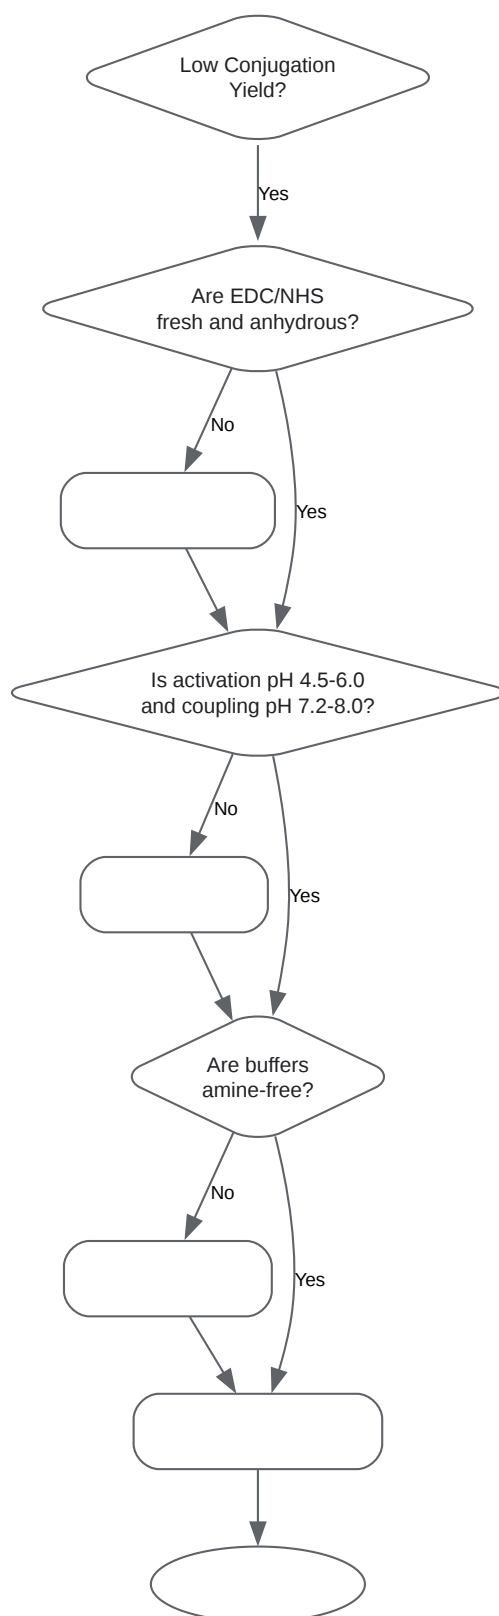 Low Conjugation
Yield?
Yes
Are EDC/NHS
fresh and anhydrous?
No
Yes
Is activation pH 4.5-6.0
and coupling pH 7.2-8.0?
No
Yes
Are buffers
amine-free?
No
Yes